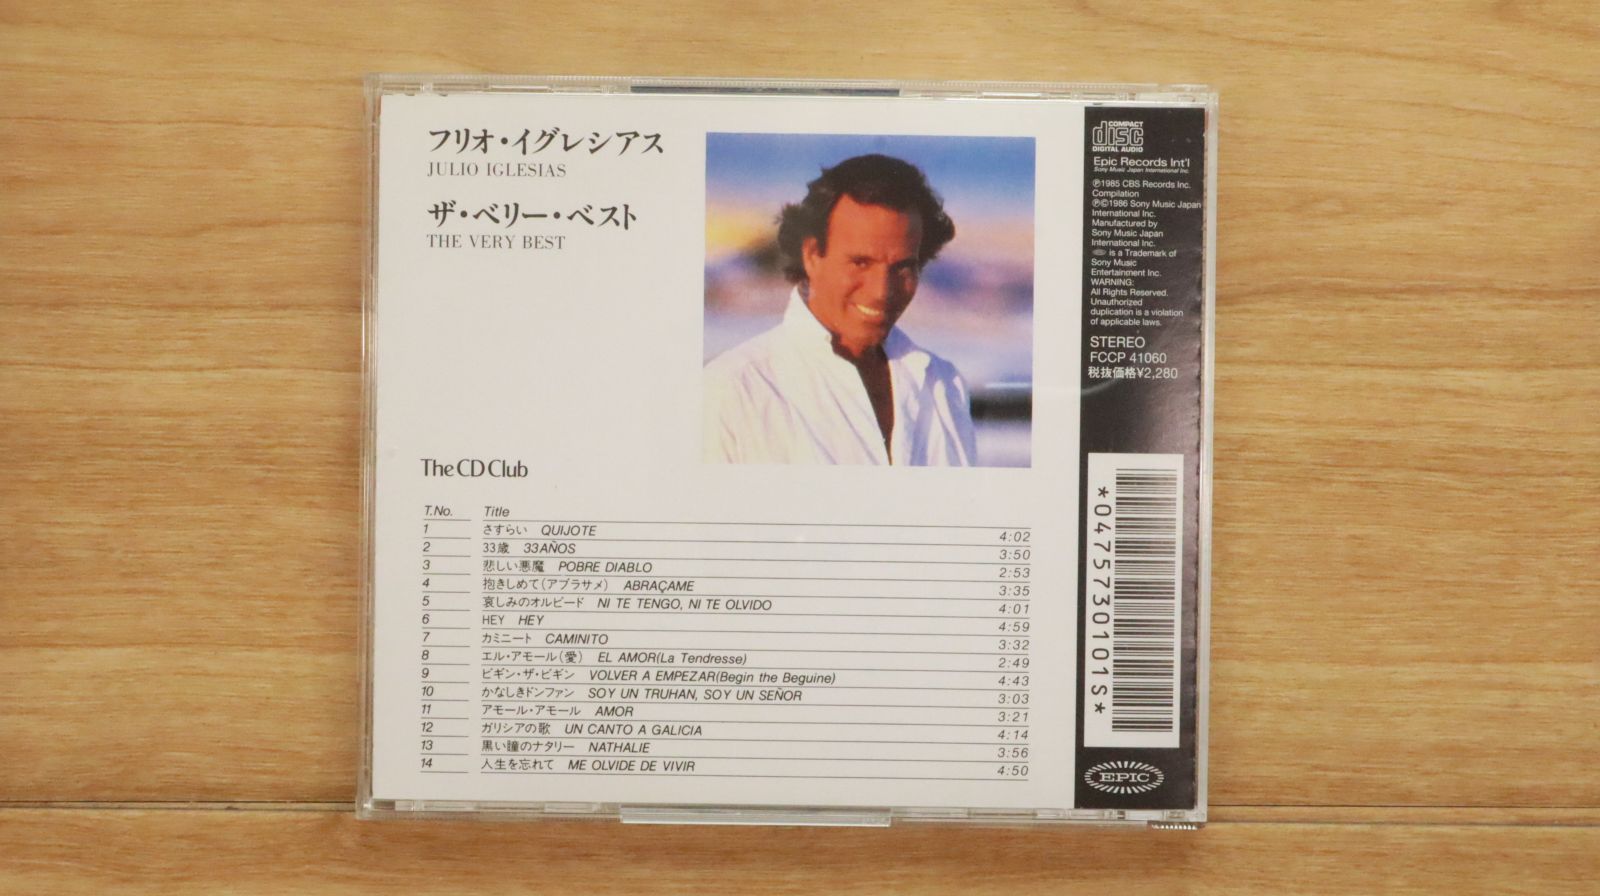 フリオ・イグレシアス
JULIO IGLESIAS
ザ・ベリー・ベスト
THE VERY BEST
The CD Club
T.No. Title
1 さすらい QUIJOTE 4:02
2 33歳 33AÑOS 3:50
3 悲しい悪魔 POBRE DIABLO 2:53
4 抱きしめて(アブラサメ) ABRAÇAME 3:35
5 哀しみのオルビード NI TE TENGO, NI TE OLVIDO 4:01
6 HEY HEY 4:59
7 カミニート CAMINITO 3:32
8 エル・アモール(愛) EL AMOR(La Tendresse) 2:49
9 ビギン・ザ・ビギン VOLVER A EMPEZAR(Begin the Beguine) 4:43
10 かなしきドンファン SOY UN TRUHAN, SOY UN SEÑOR 3:03
11 アモール・アモール AMOR 3:21
12 ガリシアの歌 UN CANTO A GALICIA 4:14
13 黒い瞳のナタリー NATHALIE 3:56
14 人生を忘れて ME OLVIDE DE VIVIR 4:50
COMPACT
disc
DIGITAL AUDIO
Epic Records Int'l
Sony Music Japan International Inc.
℗1985 CBS Records Inc.
Compilation
℗©1986 Sony Music Japan
International Inc.
Manufactured by
Sony Music Japan
International Inc.
is a Trademark of
Sony Music
Entertainment Inc.
WARNING:
All Rights Reserved.
Unauthorized
duplication is a violation
of applicable laws.
STEREO
FCCP 41060
税抜価格¥2,280
*0475730101S*
EPIC